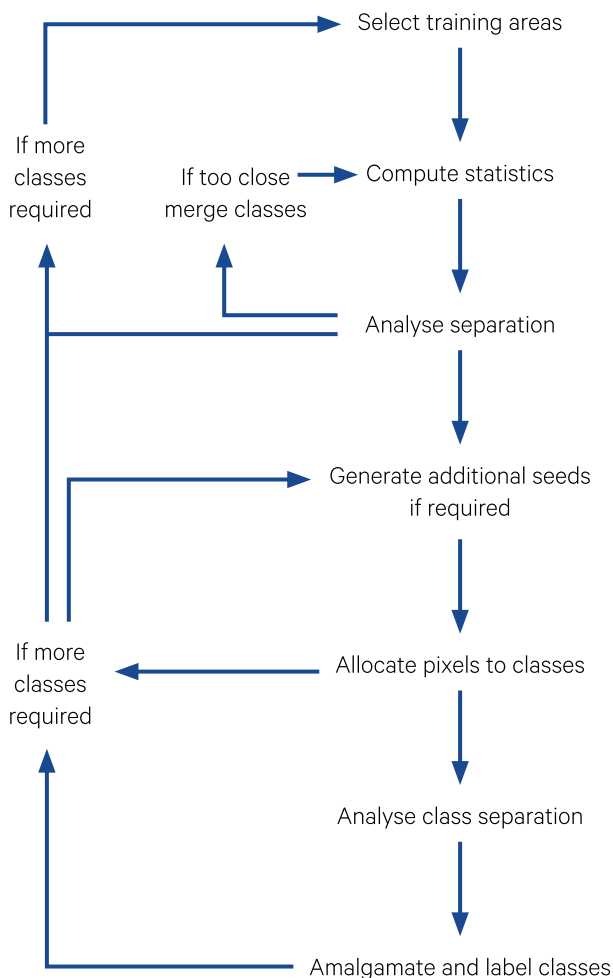 Select training areas
If more
classes
required
If too close
merge classes
Compute statistics
Analyse separation
Generate additional seeds
if required
If more
classes
required
Allocate pixels to classes
Analyse class separation
Amalgamate and label classes